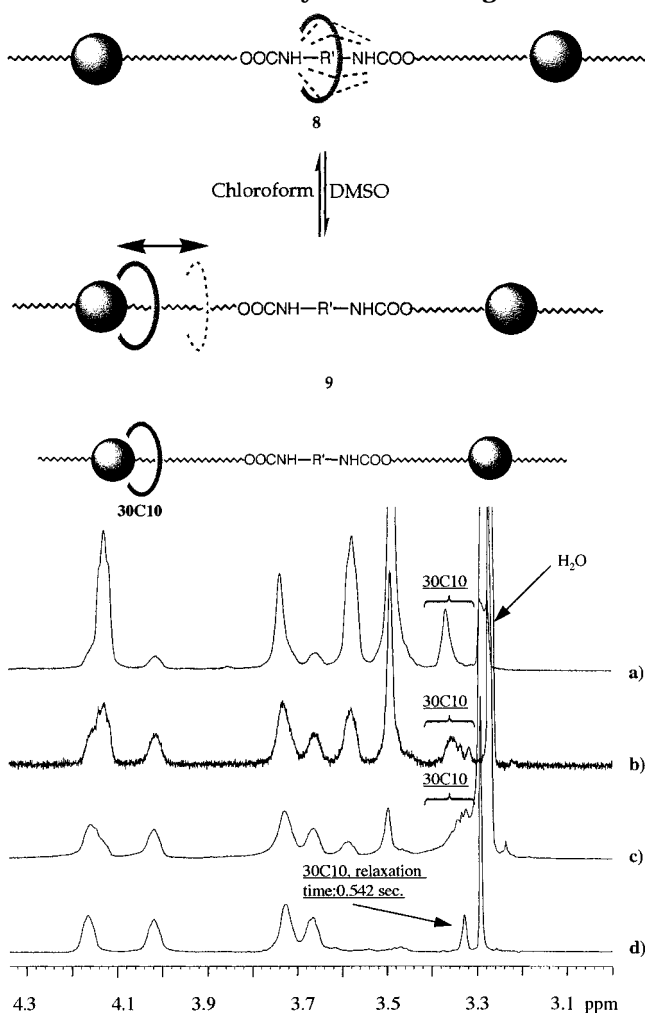 OOCNH—R'—NHCOO
8
Chloroform DMSO
OOCNH—R'—NHCOO
9
OOCNH—R'—NHCOO
30C10
H₂O
30C10
a)
30C10
b)
30C10
c)
30C10, relaxation
time:0.542 sec.
d)
4.3 4.1 3.9 3.7 3.5 3.3 3.1 ppm